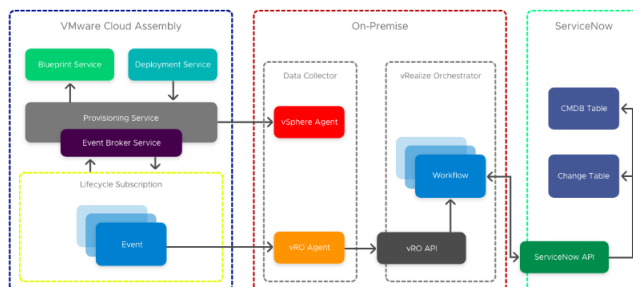 VMware Cloud Assembly
Blueprint Service
Deployment Service
Provisioning Service
Event Broker Service
Lifecycle Subscription
Event
On-Premise
Data Collector
vSphere Agent
vRO Agent
vRealize Orchestrator
Workflow
vRO API
ServiceNow
CMDB Table
Change Table
ServiceNow API